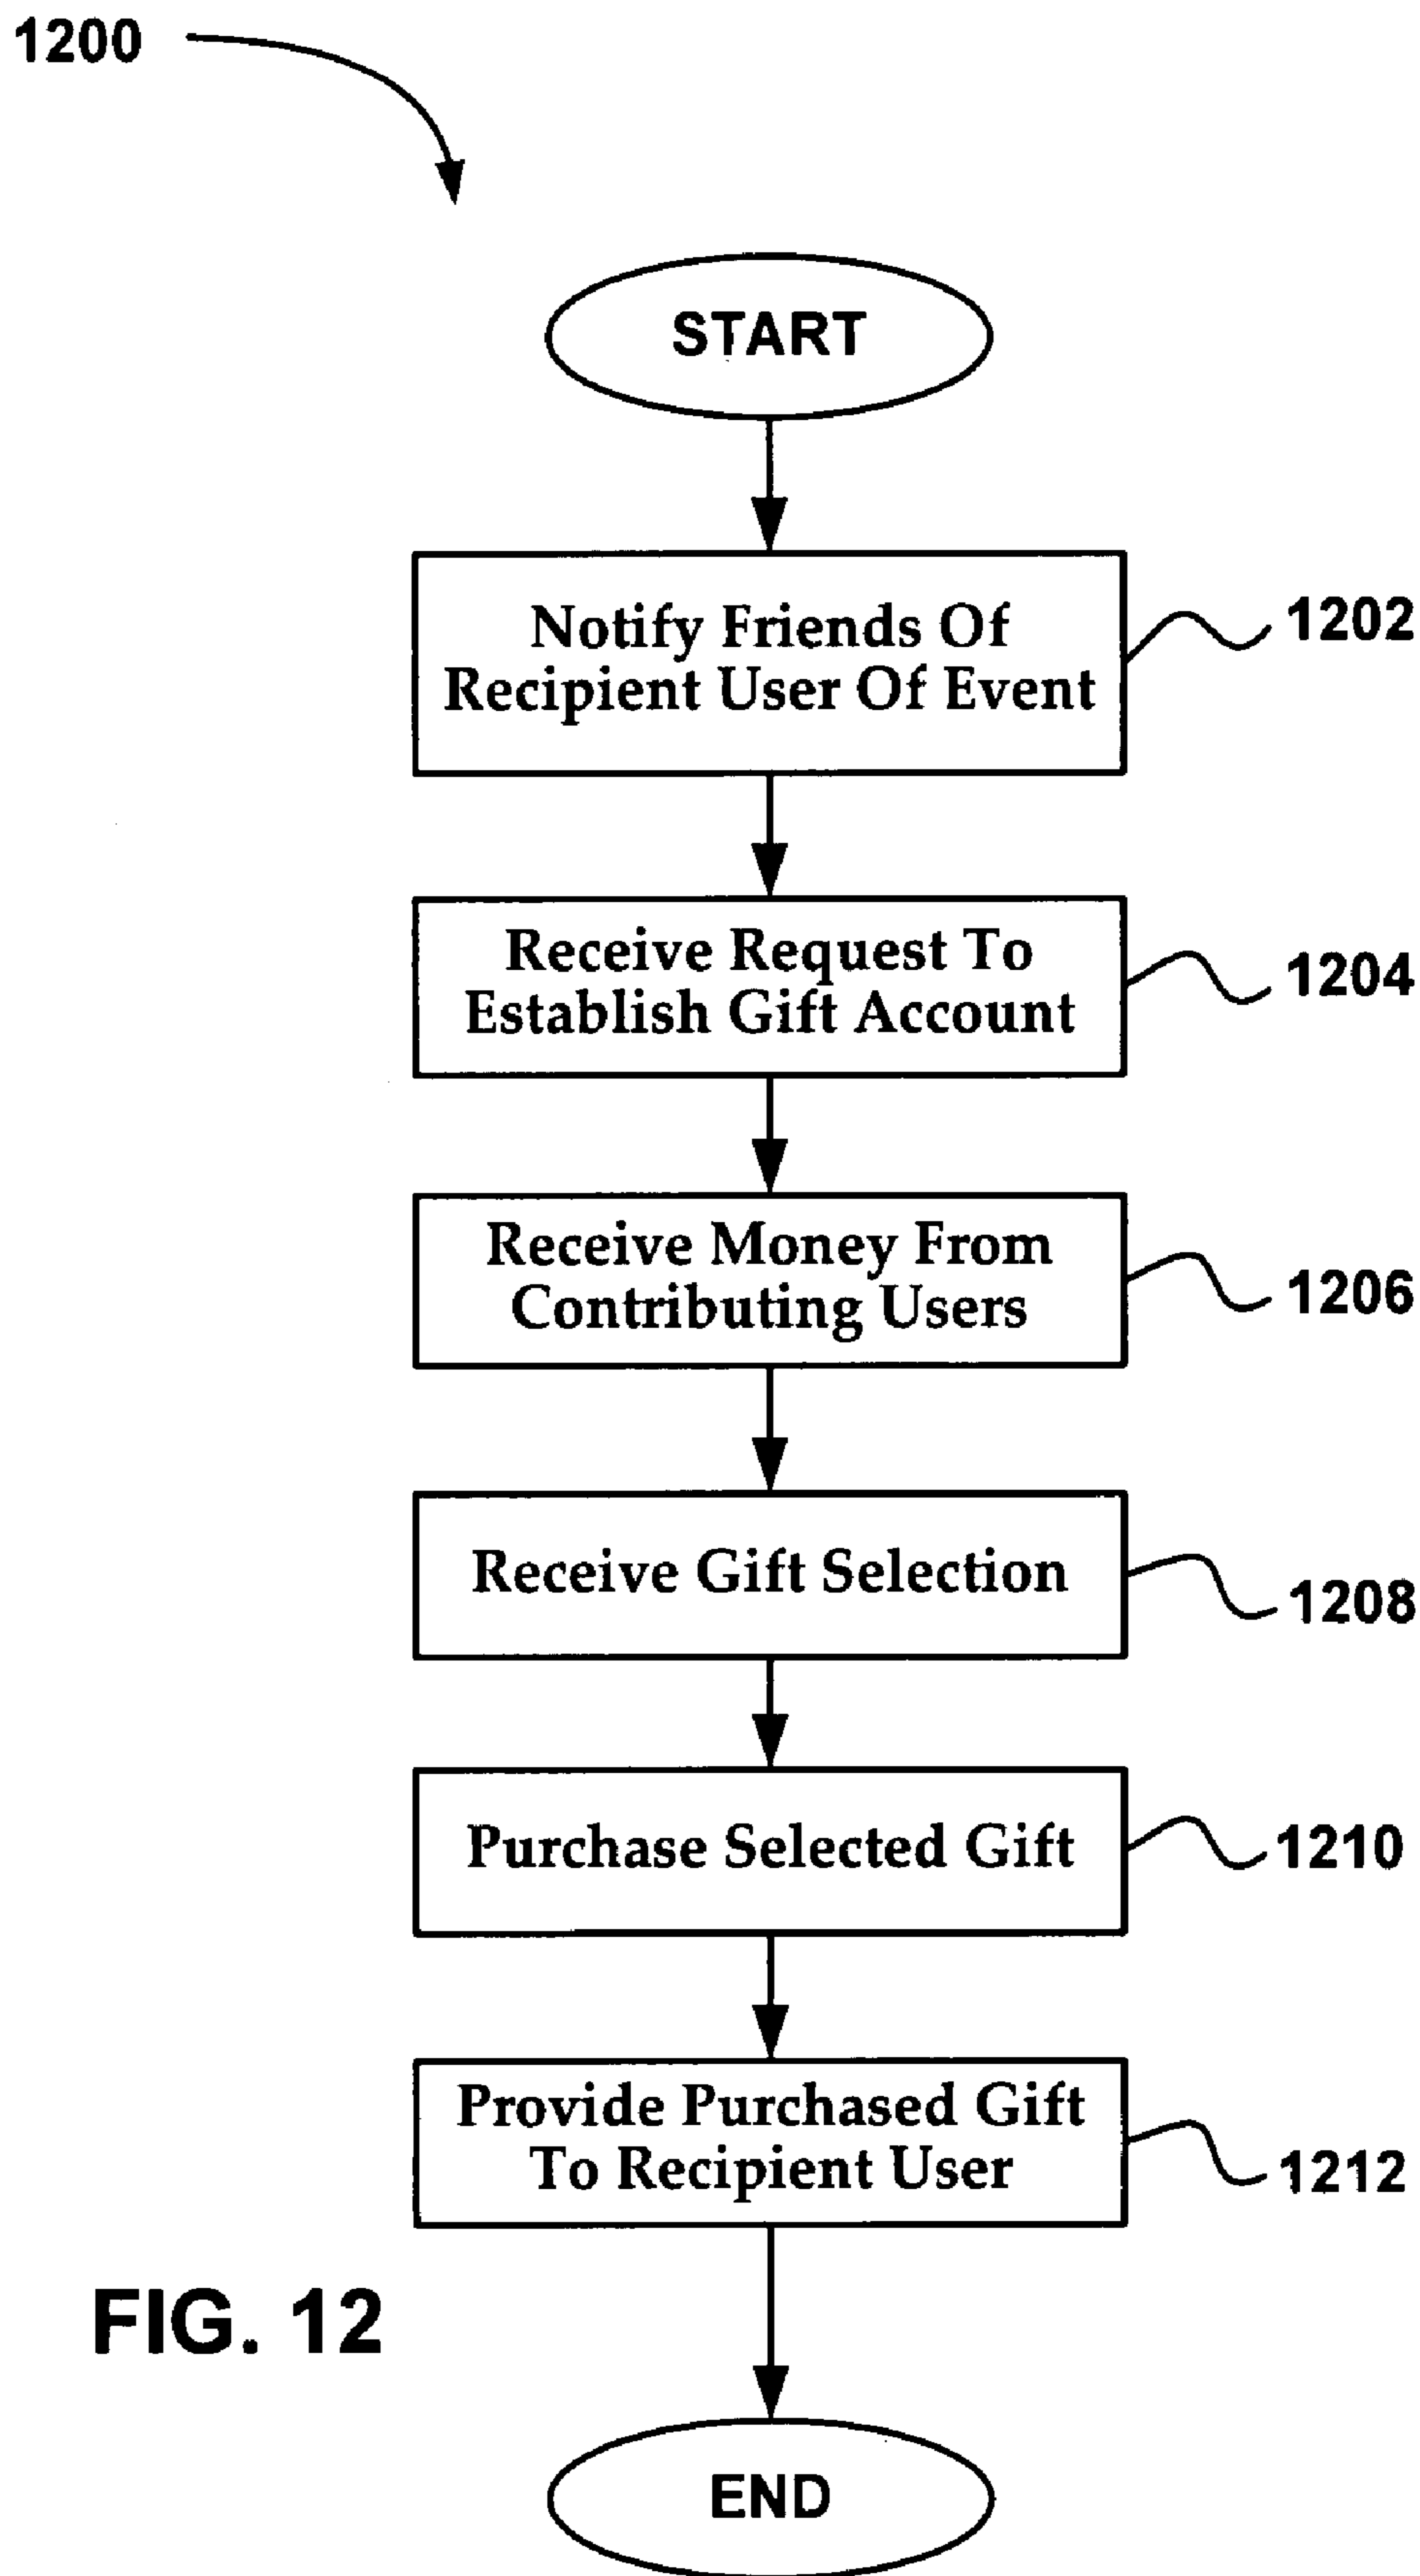 1200
START
Notify Friends Of
Recipient User Of Event
1202
Receive Request To
Establish Gift Account
1204
Receive Money From
Contributing Users
1206
Receive Gift Selection
1208
Purchase Selected Gift
1210
Provide Purchased Gift
To Recipient User
1212
FIG. 12
END